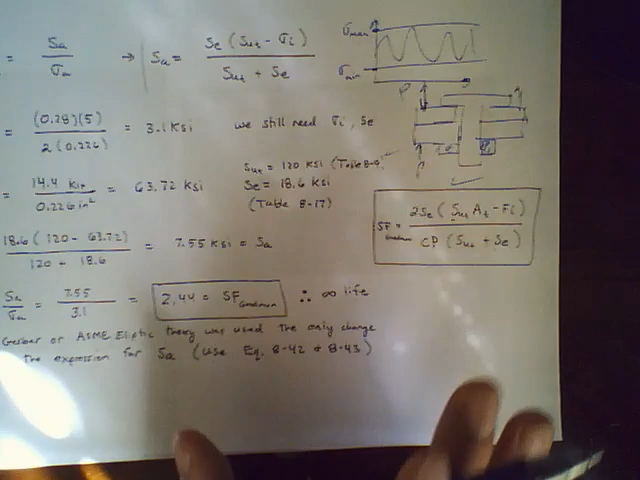 = Sa/σa → Sa = Se (Sut - σi) / Sut + Se
σmax
σmin
P
= (0.28)(5) / 2(0.226) = 3.1 ksi we still need σi, Se
Sut = 120 ksi (Table 8-9)
= 14.4 kip / 0.226 in² = 63.72 ksi Se = 18.6 ksi
(Table 8-17)
SF Goodman = 2Se (Sut At - Fi) / CP (Sut + Se)
18.6 (120 - 63.72) / 120 - 18.6 = 7.55 ksi = Sa
Sa/σa = 7.55 / 3.1 = 2.44 = SF Goodman ∴ ∞ life
Gerber or ASME Eliptic theory was used the only change
the expression for Sa (use Eq. 8-42 & 8-43)